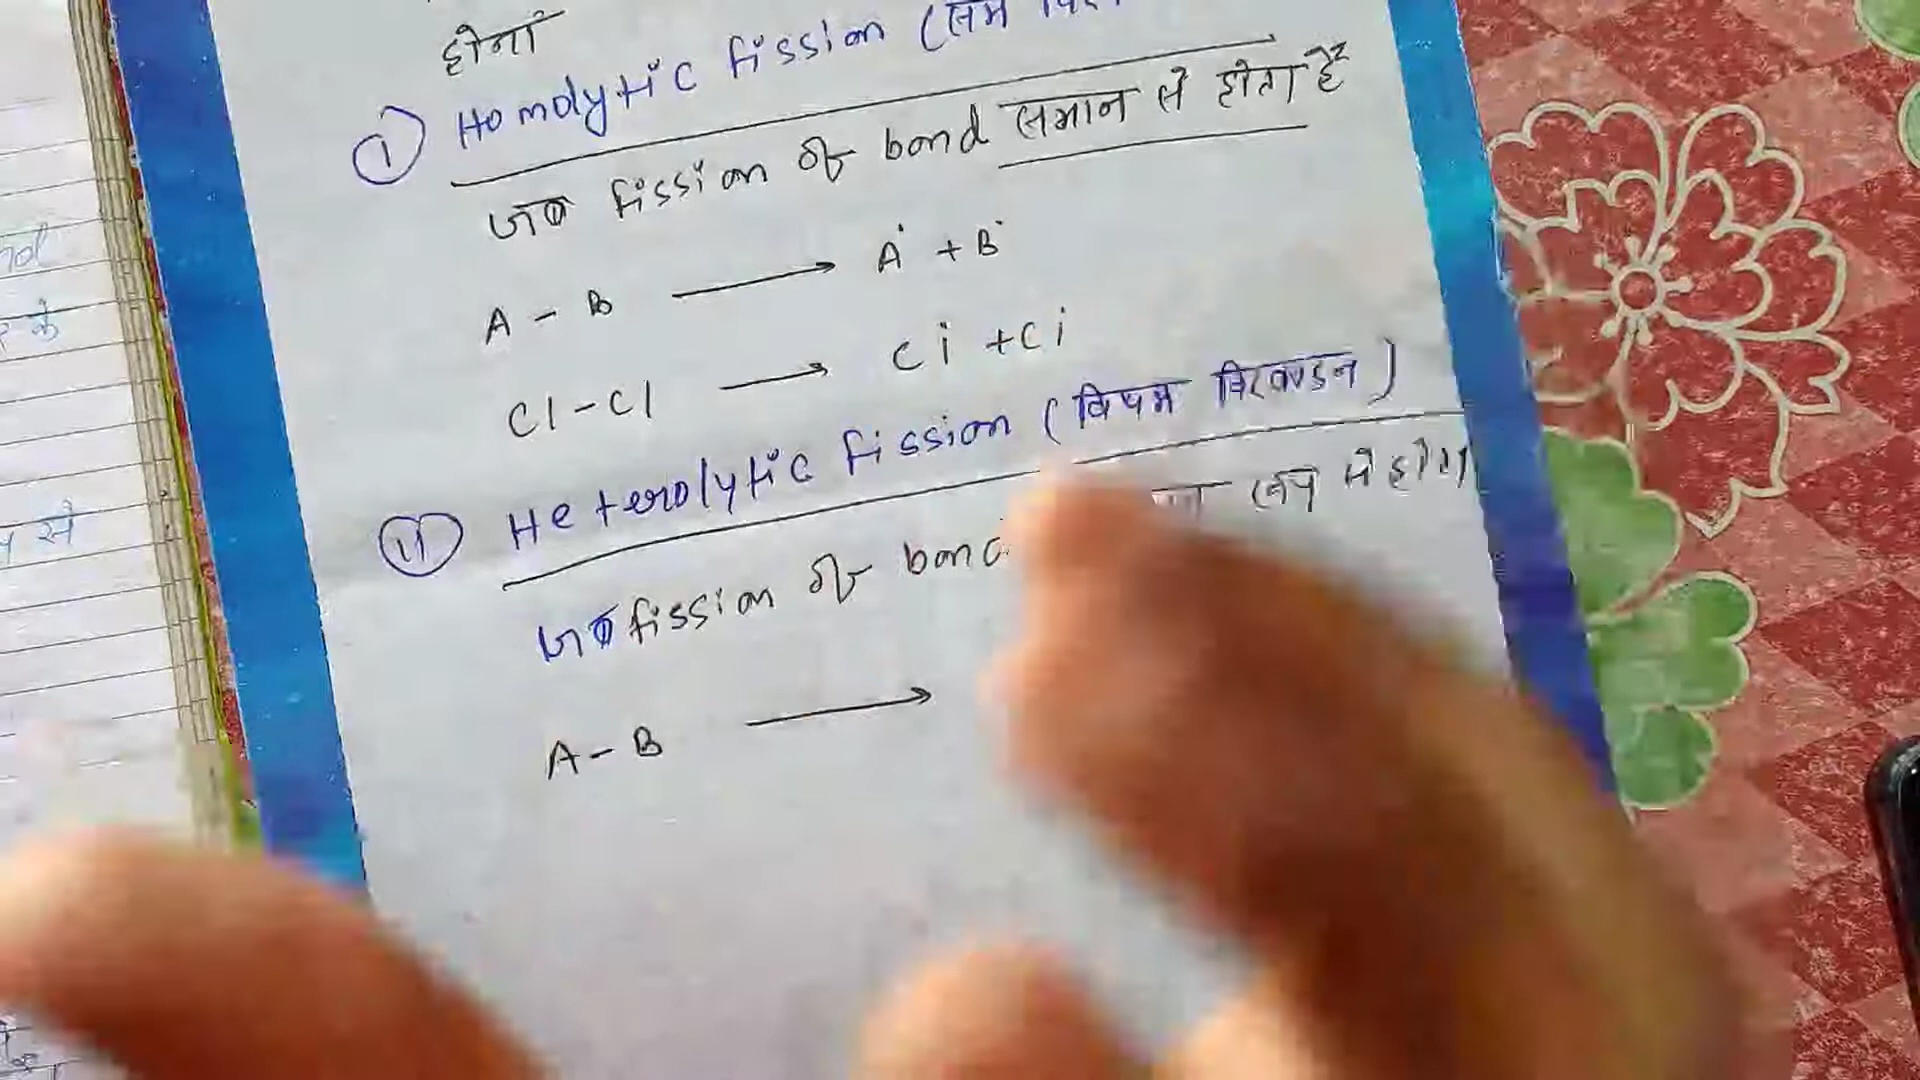 होना
(i) Homolytic fission (सम
जब fission of bond समान से होता है
A - B ⟶ A˙ + B˙
Cl - Cl ⟶ Cl˙ + Cl˙
(ii) Heterolytic fission (विषम विखण्डन)
जब fission of bond रूप से होता
A - B ⟶